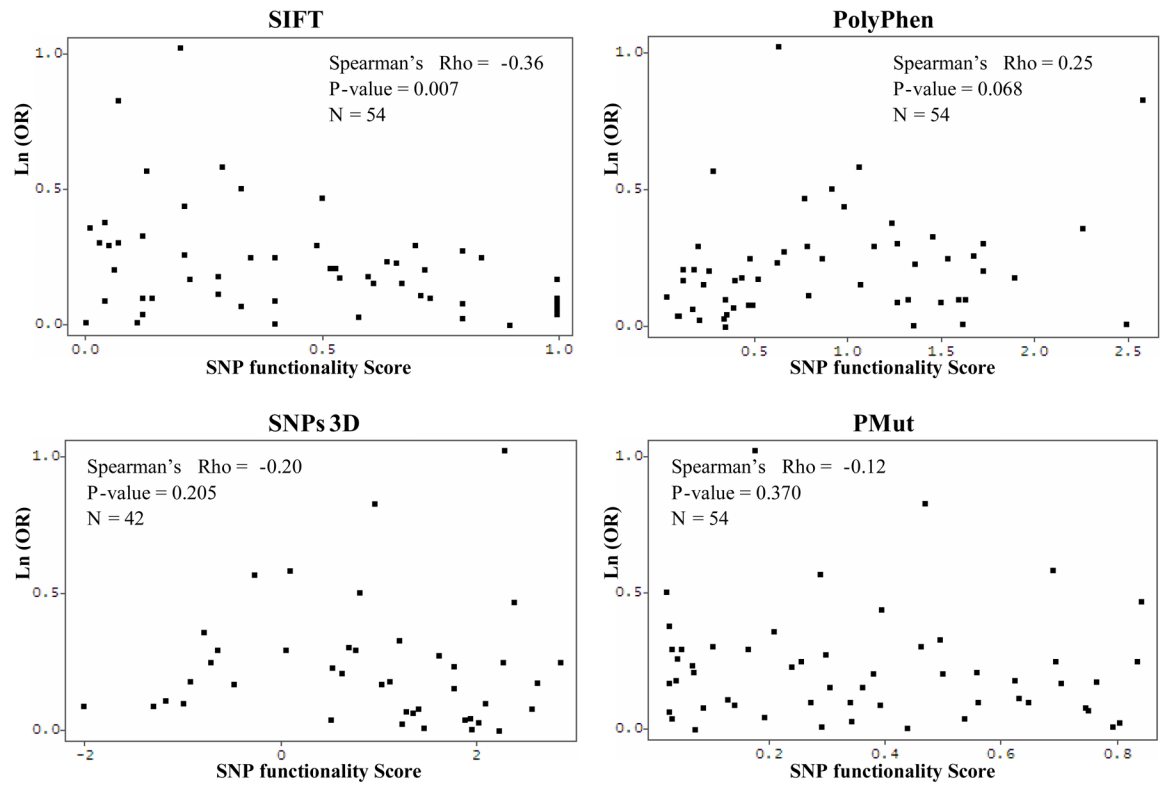 SIFT
Ln (OR)
1.0
0.5
0.0
Spearman's Rho = -0.36
P-value = 0.007
N = 54
0.0 0.5 1.0
SNP functionality Score
PolyPhen
Ln (OR)
1.0
0.5
0.0
Spearman's Rho = 0.25
P-value = 0.068
N = 54
0.5 1.0 1.5 2.0 2.5
SNP functionality Score
SNPs 3D
Ln (OR)
1.0
0.5
0.0
Spearman's Rho = -0.20
P-value = 0.205
N = 42
-2 0 2
SNP functionality Score
PMut
Ln (OR)
1.0
0.5
0.0
Spearman's Rho = -0.12
P-value = 0.370
N = 54
0.2 0.4 0.6 0.8
SNP functionality Score